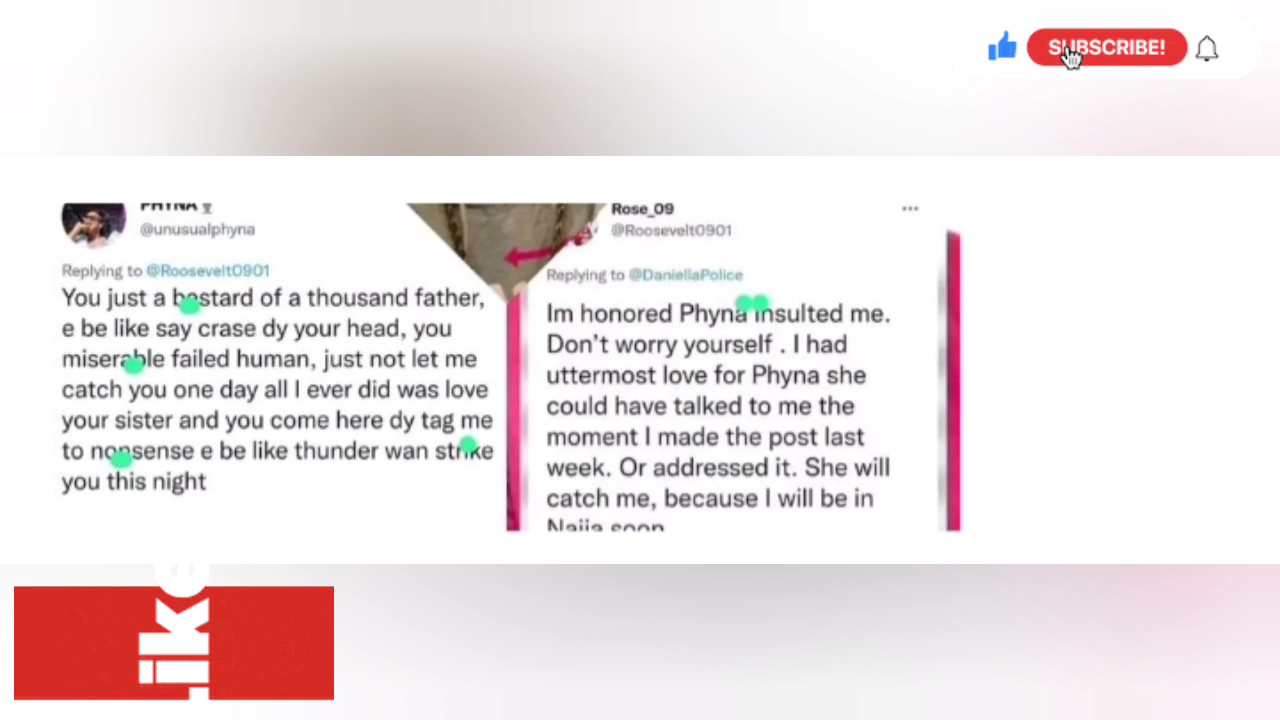 SUBSCRIBE!
PHYNA
@unusualphyna
Replying to @Roosevelt0901
You just a bastard of a thousand father,
e be like say crase dy your head, you
miserable failed human, just not let me
catch you one day all I ever did was love
your sister and you come here dy tag me
to nonsense e be like thunder wan strike
you this night
Rose_09
@Roosevelt0901
Replying to @DaniellaPolice
Im honored Phyna insulted me.
Don't worry yourself . I had
uttermost love for Phyna she
could have talked to me the
moment I made the post last
week. Or addressed it. She will
catch me, because I will be in
Naija soon
Like